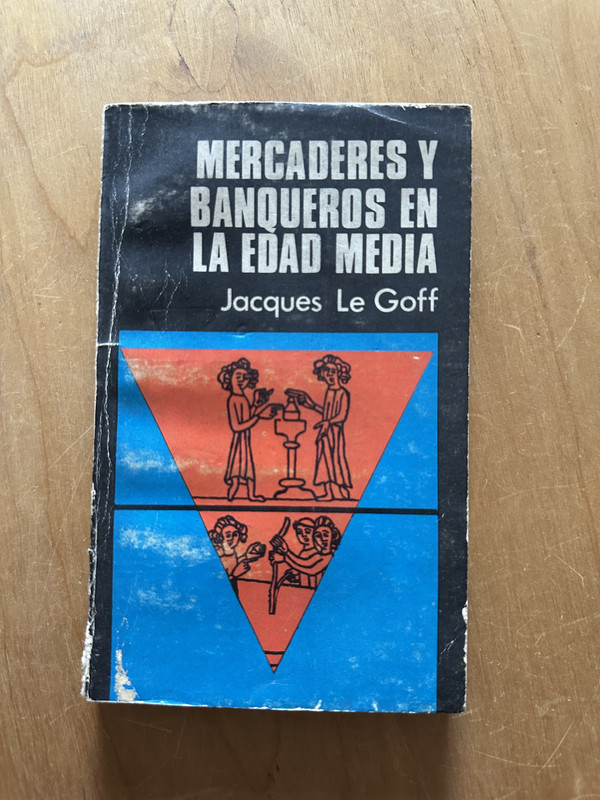 MERCADERES Y
BANQUEROS EN
LA EDAD MEDIA
Jacques Le Goff